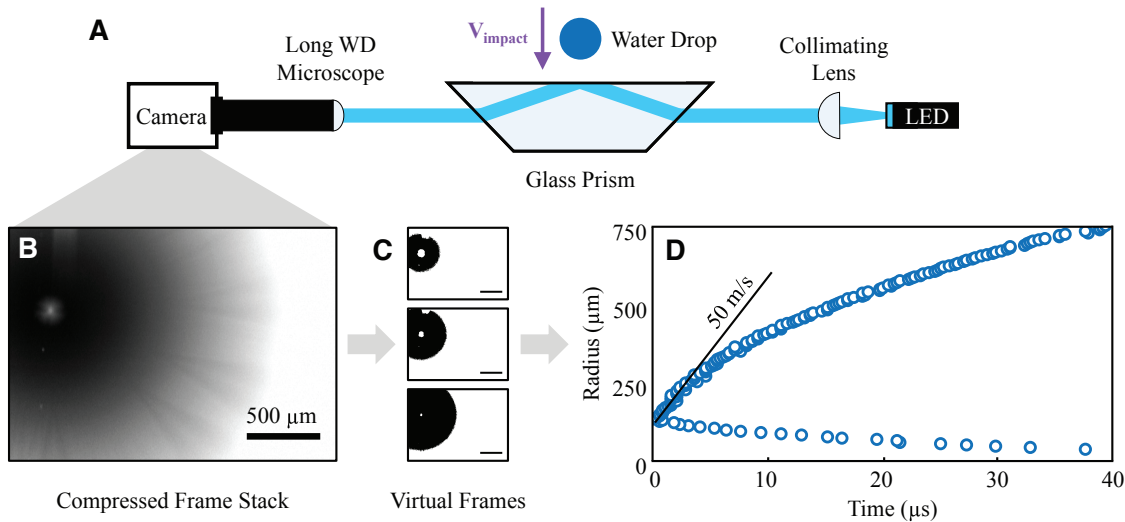 A
V_impact
Water Drop
Long WD
Microscope
Collimating
Lens
Camera
LED
Glass Prism
B
500 µm
Compressed Frame Stack
C
Virtual Frames
D
50 m/s
Radius (µm)
750
500
250
0
0
10
20
30
40
Time (µs)